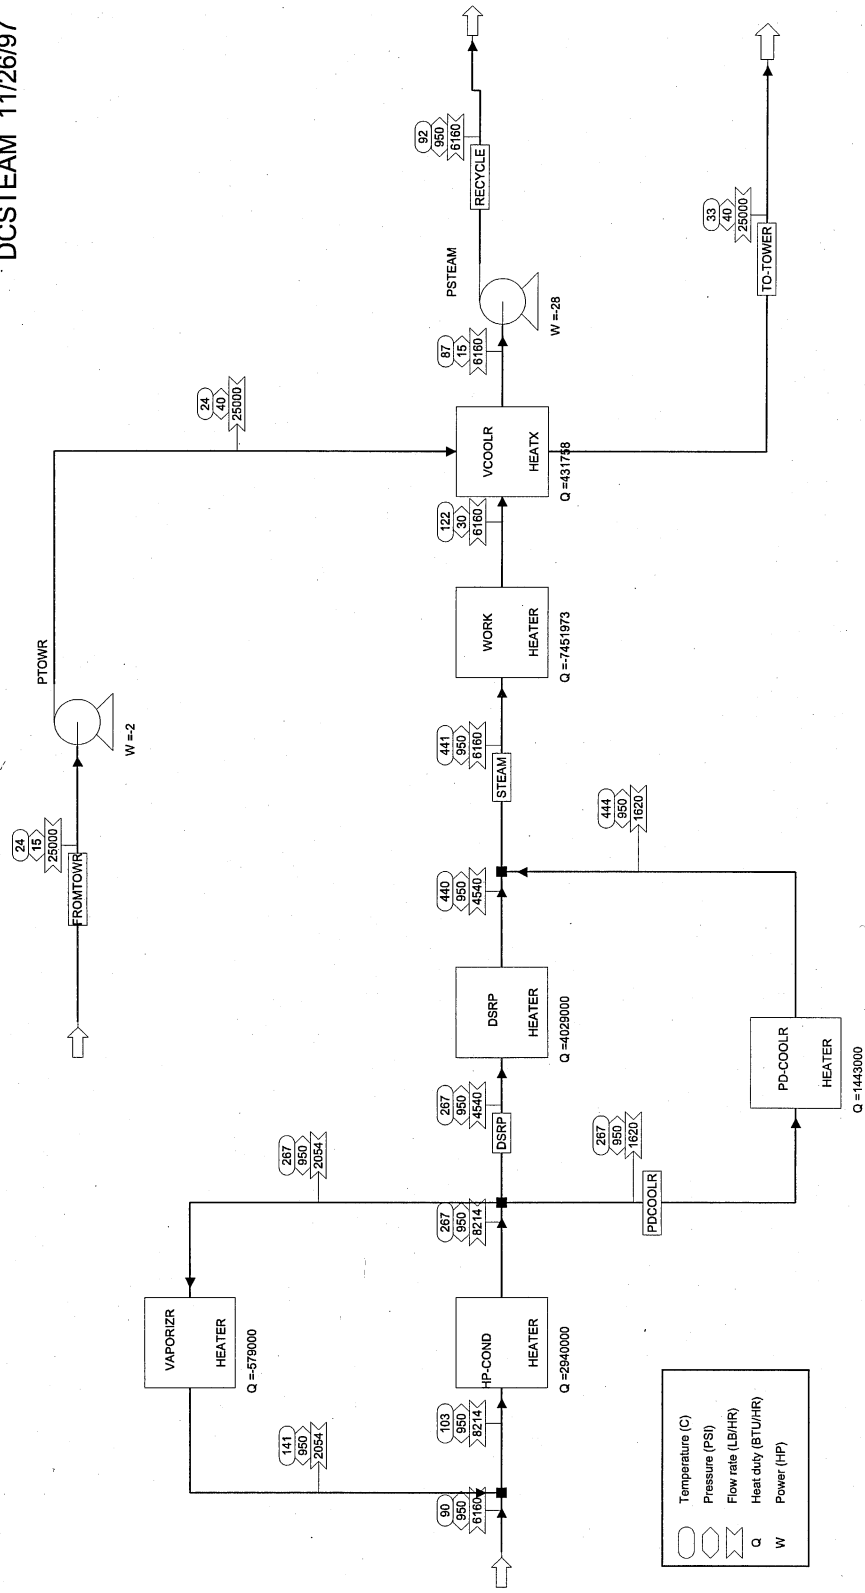 DCSTEAM 11/26/97
24
15
25000
FROMTOWR
W =-2
PTOWR
24
40
25000
VAPORIZR
HEATER
Q =-579000
141
950
2054
267
950
2054
90
950
6160
103
950
8214
HP-COND
HEATER
Q =2940000
267
950
8214
DSRP
267
950
4540
DSRP
HEATER
Q =4029000
440
950
4540
STEAM
441
950
6160
WORK
HEATER
Q =-7451973
122
30
6160
VCOOLR
HEATX
Q =431758
87
15
6160
PSTEAM
W =-28
RECYCLE
92
950
6160
PDCOOLR
267
950
1620
PD-COOLR
HEATER
Q =1443000
444
950
1620
TO-TOWER
33
40
25000
Temperature (C)
Pressure (PSI)
Flow rate (LB/HR)
Q Heat duty (BTU/HR)
W Power (HP)